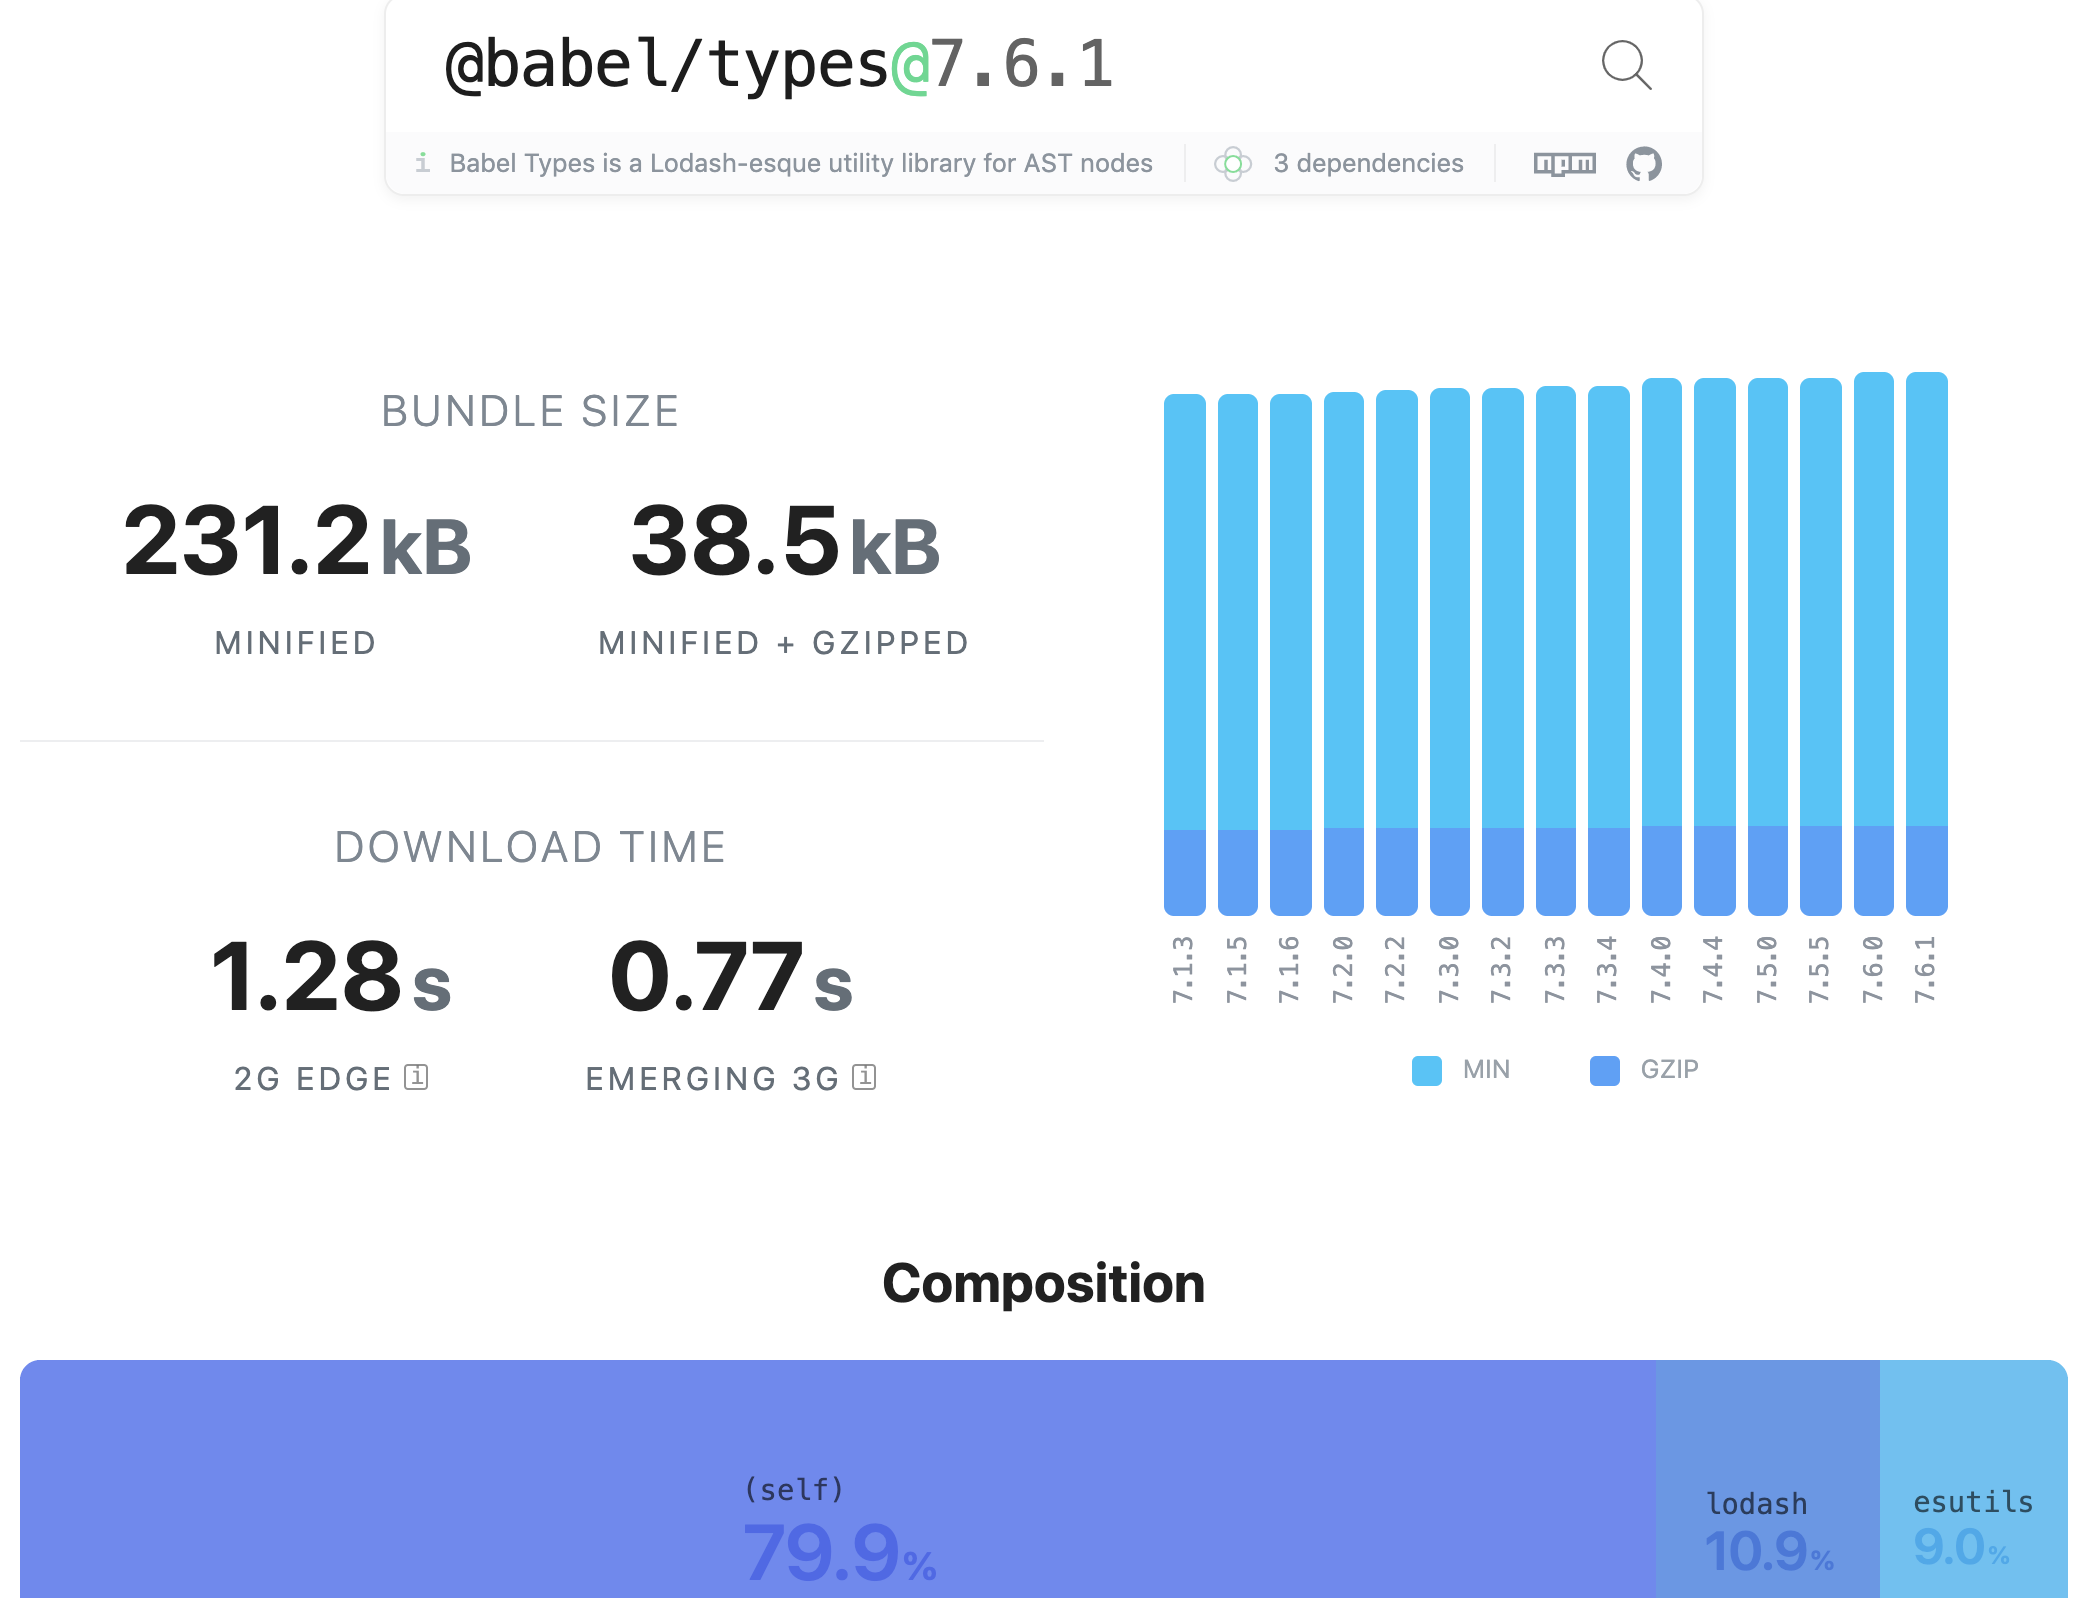 @babel/types@7.6.1
i Babel Types is a Lodash-esque utility library for AST nodes
3 dependencies
npm
BUNDLE SIZE
231.2 kB
MINIFIED
38.5 kB
MINIFIED + GZIPPED
DOWNLOAD TIME
1.28 s
2G EDGE i
0.77 s
EMERGING 3G i
7.1.3
7.1.5
7.1.6
7.2.0
7.2.2
7.3.0
7.3.2
7.3.3
7.3.4
7.4.0
7.4.4
7.5.0
7.5.5
7.6.0
7.6.1
MIN
GZIP
Composition
(self)
79.9%
lodash
10.9%
esutils
9.0%